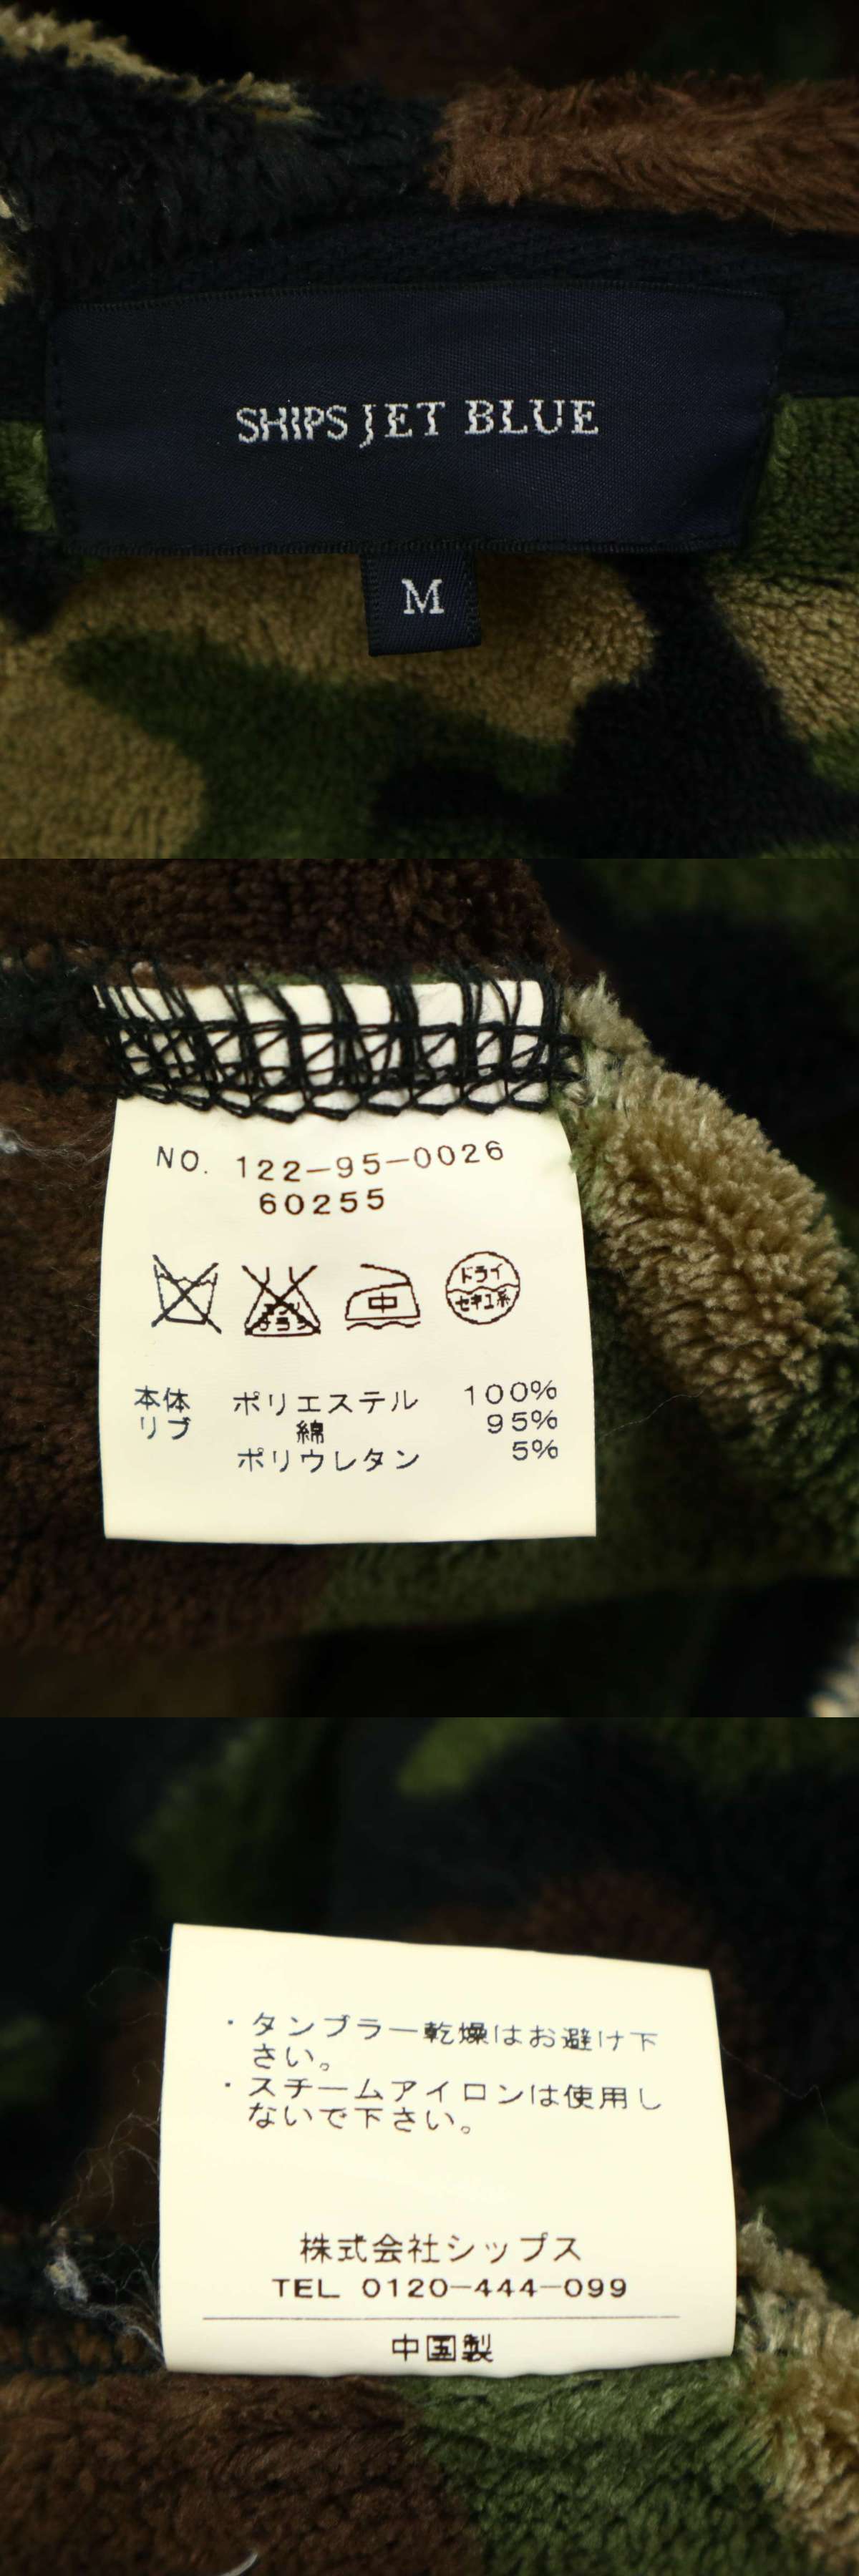 SHIPS JET BLUE
M
NO. 122-95-0026
60255
中
ドライ
セキユ系
本体 ポリエステル 100%
リブ 綿 95%
ポリウレタン 5%
・タンブラー乾燥はお避け下
さい。
・スチームアイロンは使用し
ないで下さい。
株式会社シップス
TEL 0120-444-099
中国製